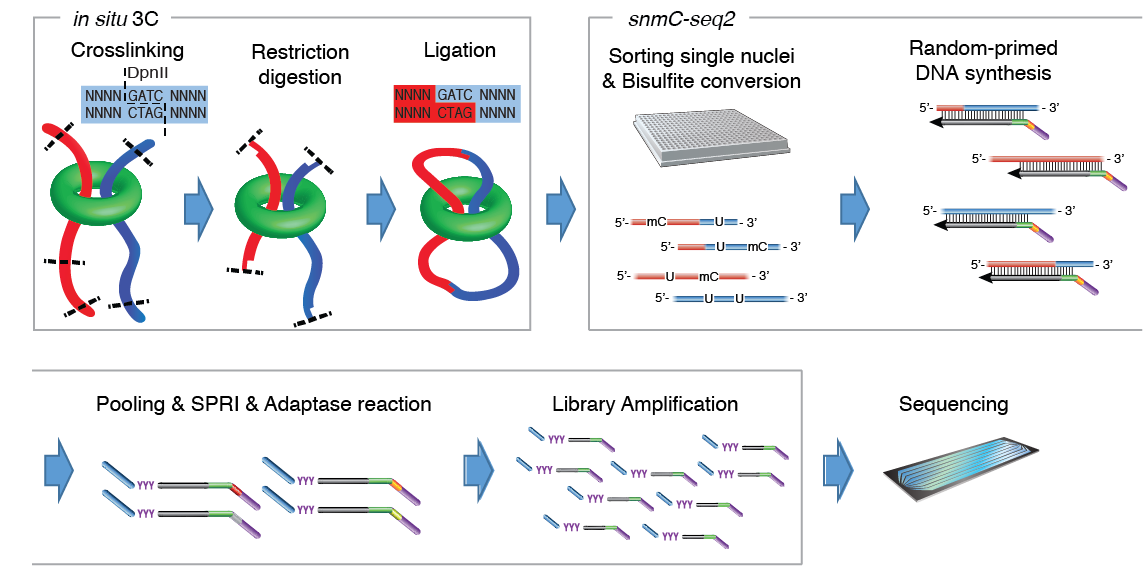 in situ 3C
Crosslinking
DpnII
NNNN GATC NNNN
NNNN CTAG NNNN
Restriction
digestion
Ligation
NNNN GATC NNNN
NNNN CTAG NNNN
snmC-seq2
Sorting single nuclei
& Bisulfite conversion
5’- mC U - 3’
5’- U mC - 3’
5’- U mC - 3’
5’- U U - 3’
Random-primed
DNA synthesis
5’- - 3’
5’- - 3’
5’- - 3’
5’- - 3’
Pooling & SPRI & Adaptase reaction
YYY
YYY
YYY
YYY
Library Amplification
YYY
YYY
YYY
YYY
YYY
YYY
YYY
YYY
YYY
Sequencing